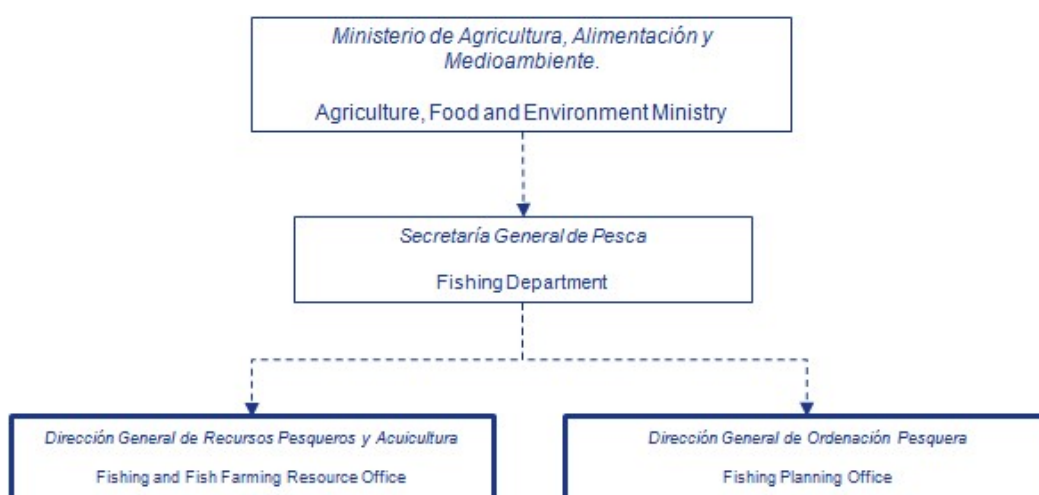 Ministerio de Agricultura, Alimentación y
Medioambiente.
Agriculture, Food and Environment Ministry
Secretaría General de Pesca
Fishing Department
Dirección General de Recursos Pesqueros y Acuicultura
Fishing and Fish Farming Resource Office
Dirección General de Ordenación Pesquera
Fishing Planning Office